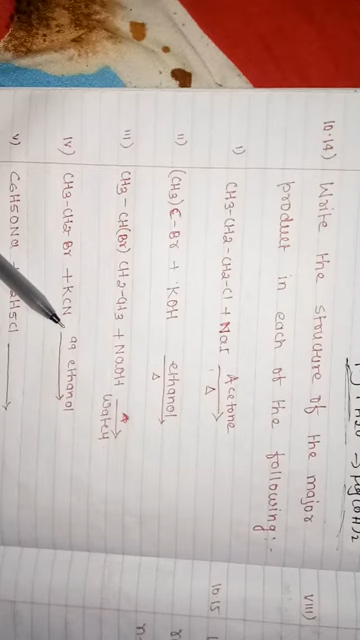 10.14) Write the structure of the major
product in each of the following:-
i) CH3-CH2-CH2-Cl + NaI Acetone
Δ
ii) (CH3)3C-Br + KOH ethanol
Δ
iii) CH3-CH(Br)CH2-CH3 + NaOH
Water
iv) CH3-CH2-Br + KCN aq ethanol
v) C6H5ONa 2H5Cl
VIII)
10.15